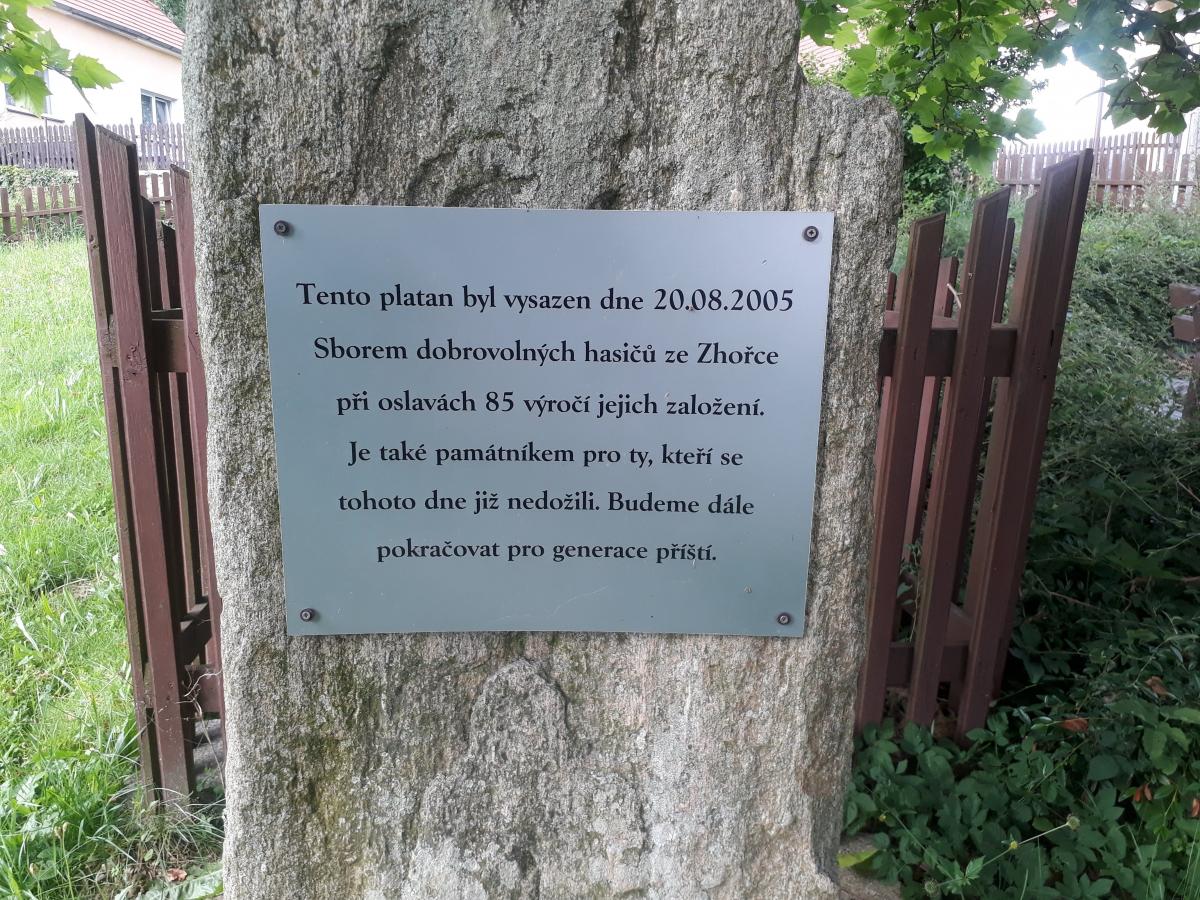 Tento platan byl vysazen dne 20.08.2005
Sborem dobrovolných hasičů ze Zhořce
při oslavách 85 výročí jejich založení.
Je také památníkem pro ty, kteří se
tohoto dne již nedožili. Budeme dále
pokračovat pro generace příští.